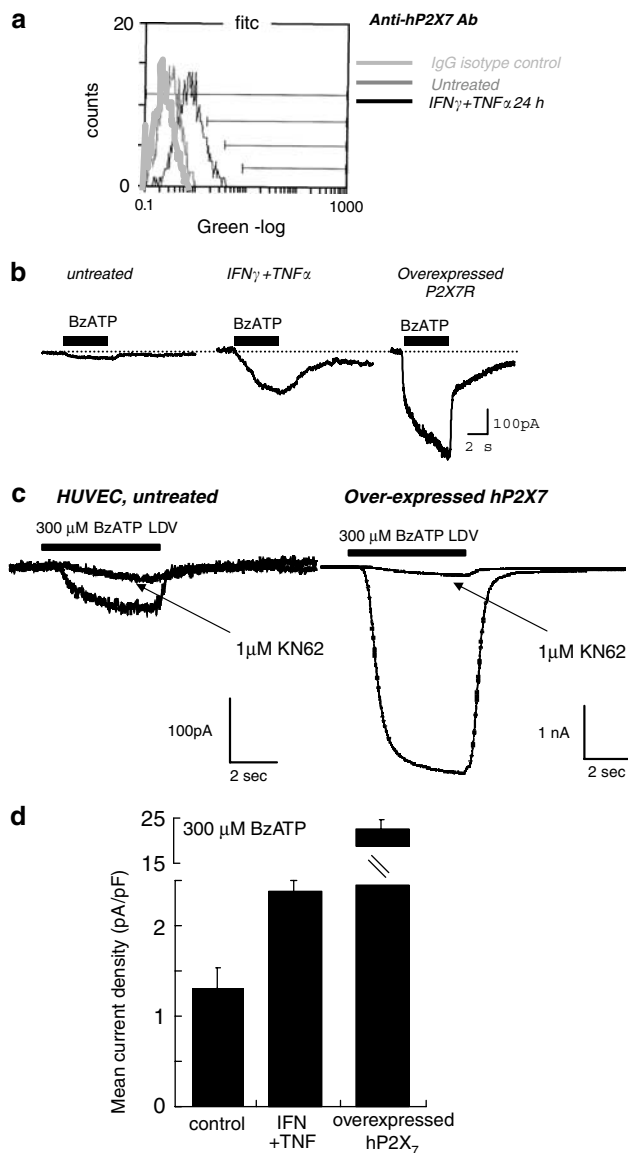 a
20
fitc
Anti-hP2X7 Ab
IgG isotype control
Untreated
IFNγ+TNFα 24 h
counts
0
0.1
1000
Green -log
b
untreated
IFNγ+TNFα
Overexpressed
P2X7R
BzATP
BzATP
BzATP
100pA
2 s
c
HUVEC, untreated
Over-expressed hP2X7
300 μM BzATP LDV
300 μM BzATP LDV
1μM KN62
1μM KN62
100pA
1 nA
2 sec
2 sec
d
25
300 μM BzATP
15
2
1
0
Mean current density (pA/pF)
control
IFN
+TNF
overexpressed
hP2X₇